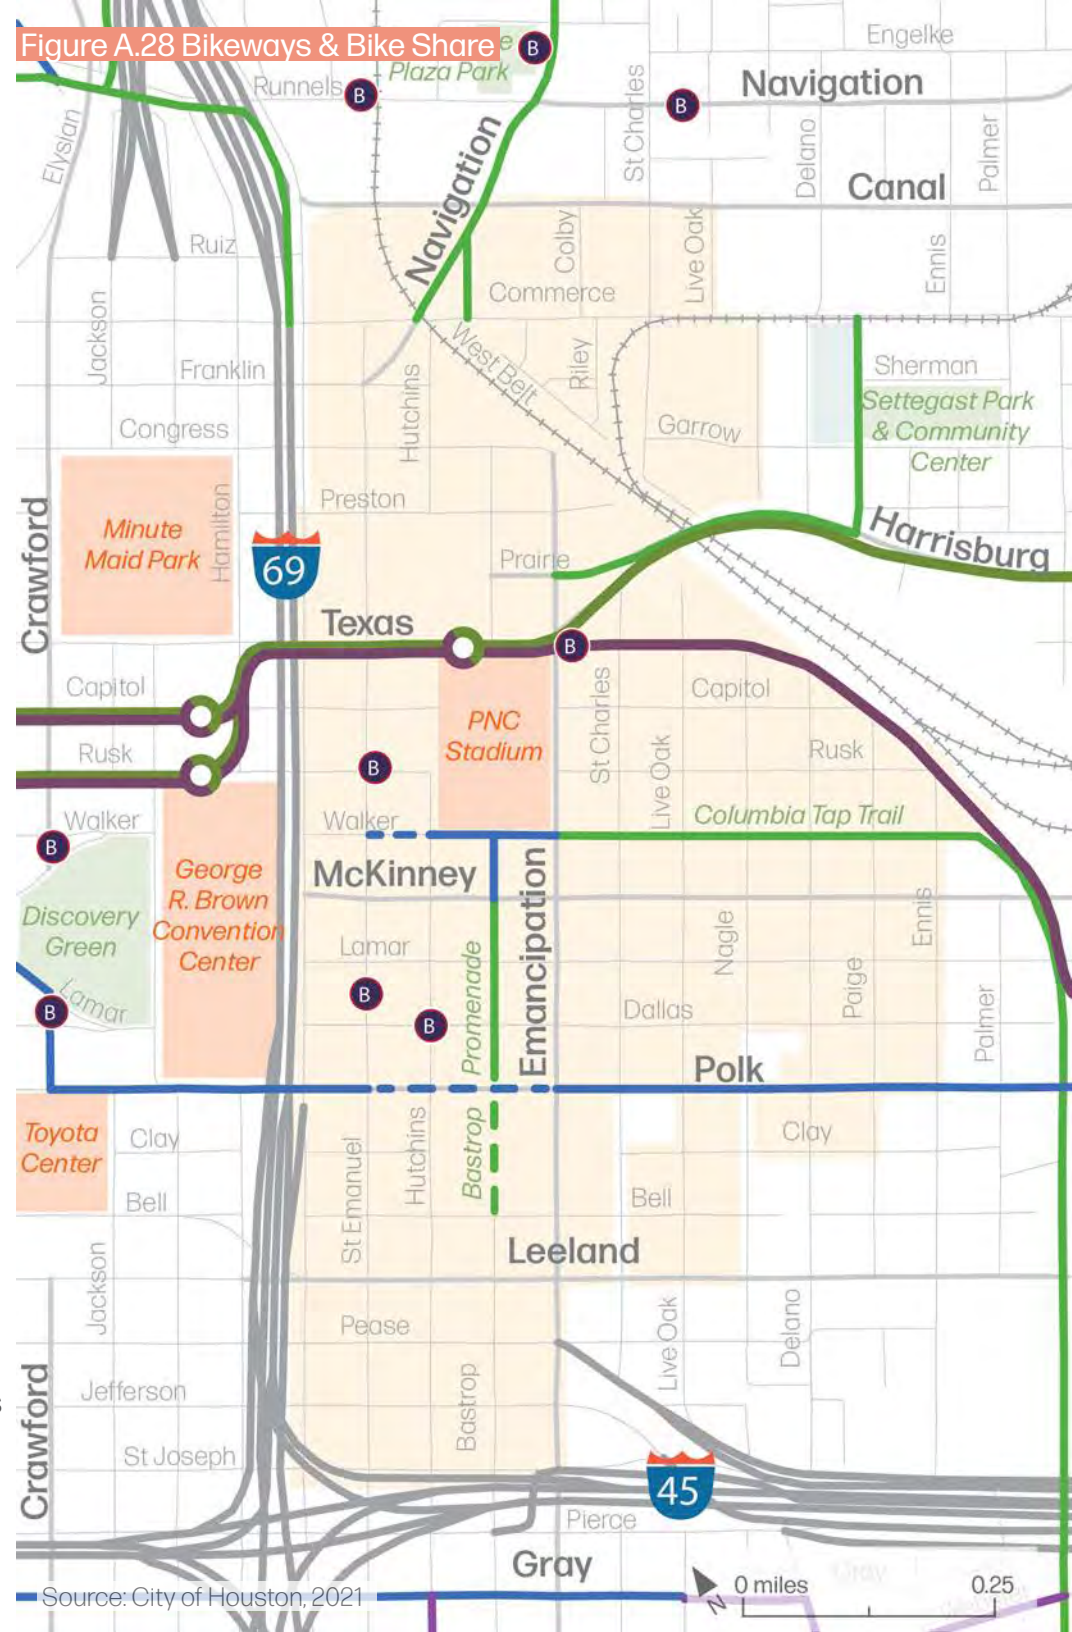 Figure A.28 Bikeways & Bike Share
e
Plaza Park
B
Engelke
Runnels
B
B
Navigation
St Charles
Elysian
Delano
Palmer
Navigation
Canal
Ruiz
Colby
Live Oak
Ennis
Commerce
Jackson
Franklin
West Belt
Riley
Sherman
Hutchins
Settegast Park
& Community
Center
Congress
Garrow
Crawford
Minute
Maid Park
Hamilton
Preston
Harrisburg
69
Prairie
Texas
B
Capitol
St Charles
Capitol
PNC
Stadium
Rusk
B
Live Oak
Rusk
Walker
Walker
Columbia Tap Trail
B
George
R. Brown
Convention
Center
McKinney
Emancipation
Discovery
Green
Lamar
Promenade
Nagle
Ennis
Lamar
B
B
B
Dallas
Paige
Palmer
Polk
Toyota
Center
Clay
Bastrop
Clay
Hutchins
St Emanuel
Bell
Bell
Leeland
Jackson
Pease
Live Oak
Delano
Crawford
Jefferson
Bastrop
St Joseph
45
Pierce
Gray
Gray
N
0 miles
0.25
Source: City of Houston, 2021